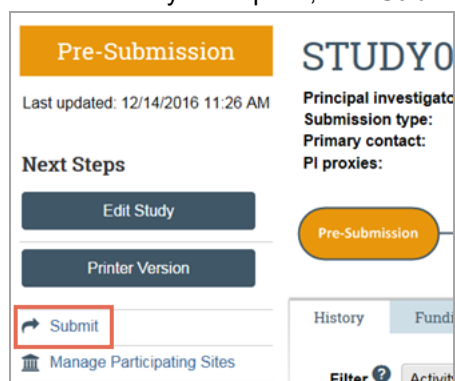 Pre-Submission
Last updated: 12/14/2016 11:26 AM
Next Steps
Edit Study
Printer Version
Submit
Manage Participating Sites
STUDY0
Principal investigato
Submission type:
Primary contact:
PI proxies:
Pre-Submission
History Fundi
Filter ? Activit